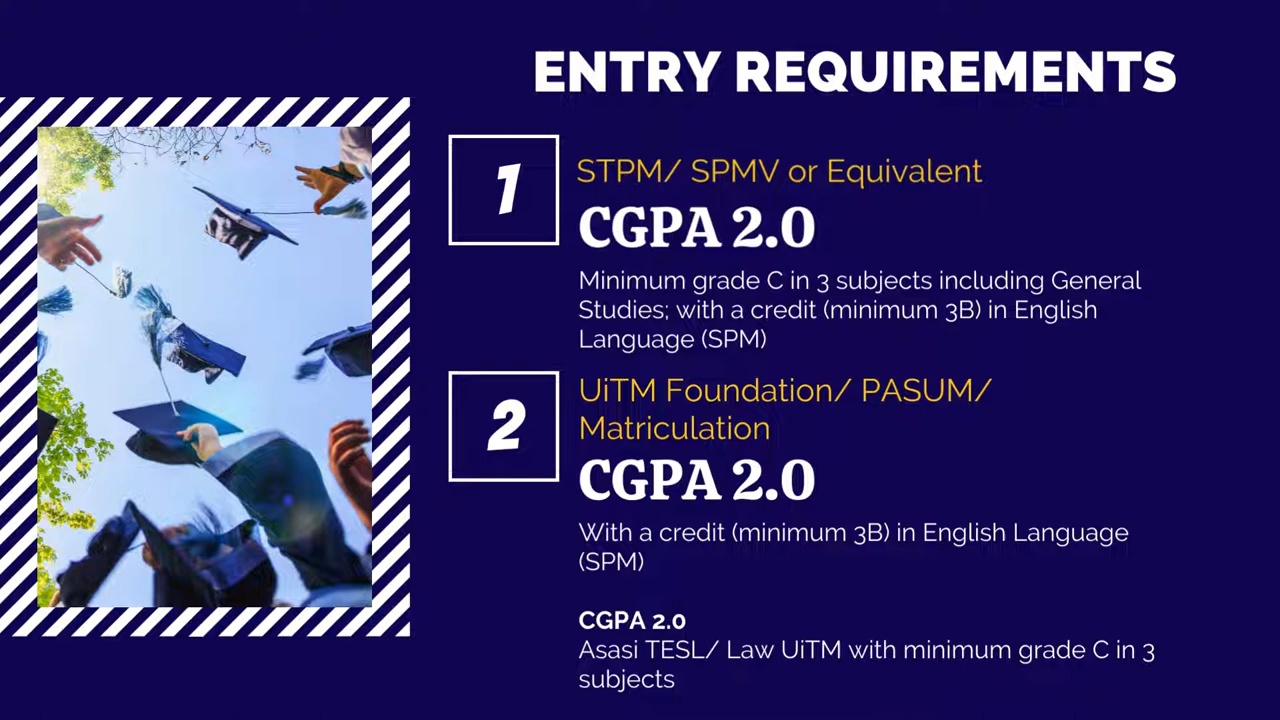 ENTRY REQUIREMENTS
1
STPM/ SPMV or Equivalent
CGPA 2.0
Minimum grade C in 3 subjects including General
Studies; with a credit (minimum 3B) in English
Language (SPM)
2
UiTM Foundation/ PASUM/
Matriculation
CGPA 2.0
With a credit (minimum 3B) in English Language
(SPM)
CGPA 2.0
Asasi TESL/ Law UiTM with minimum grade C in 3
subjects